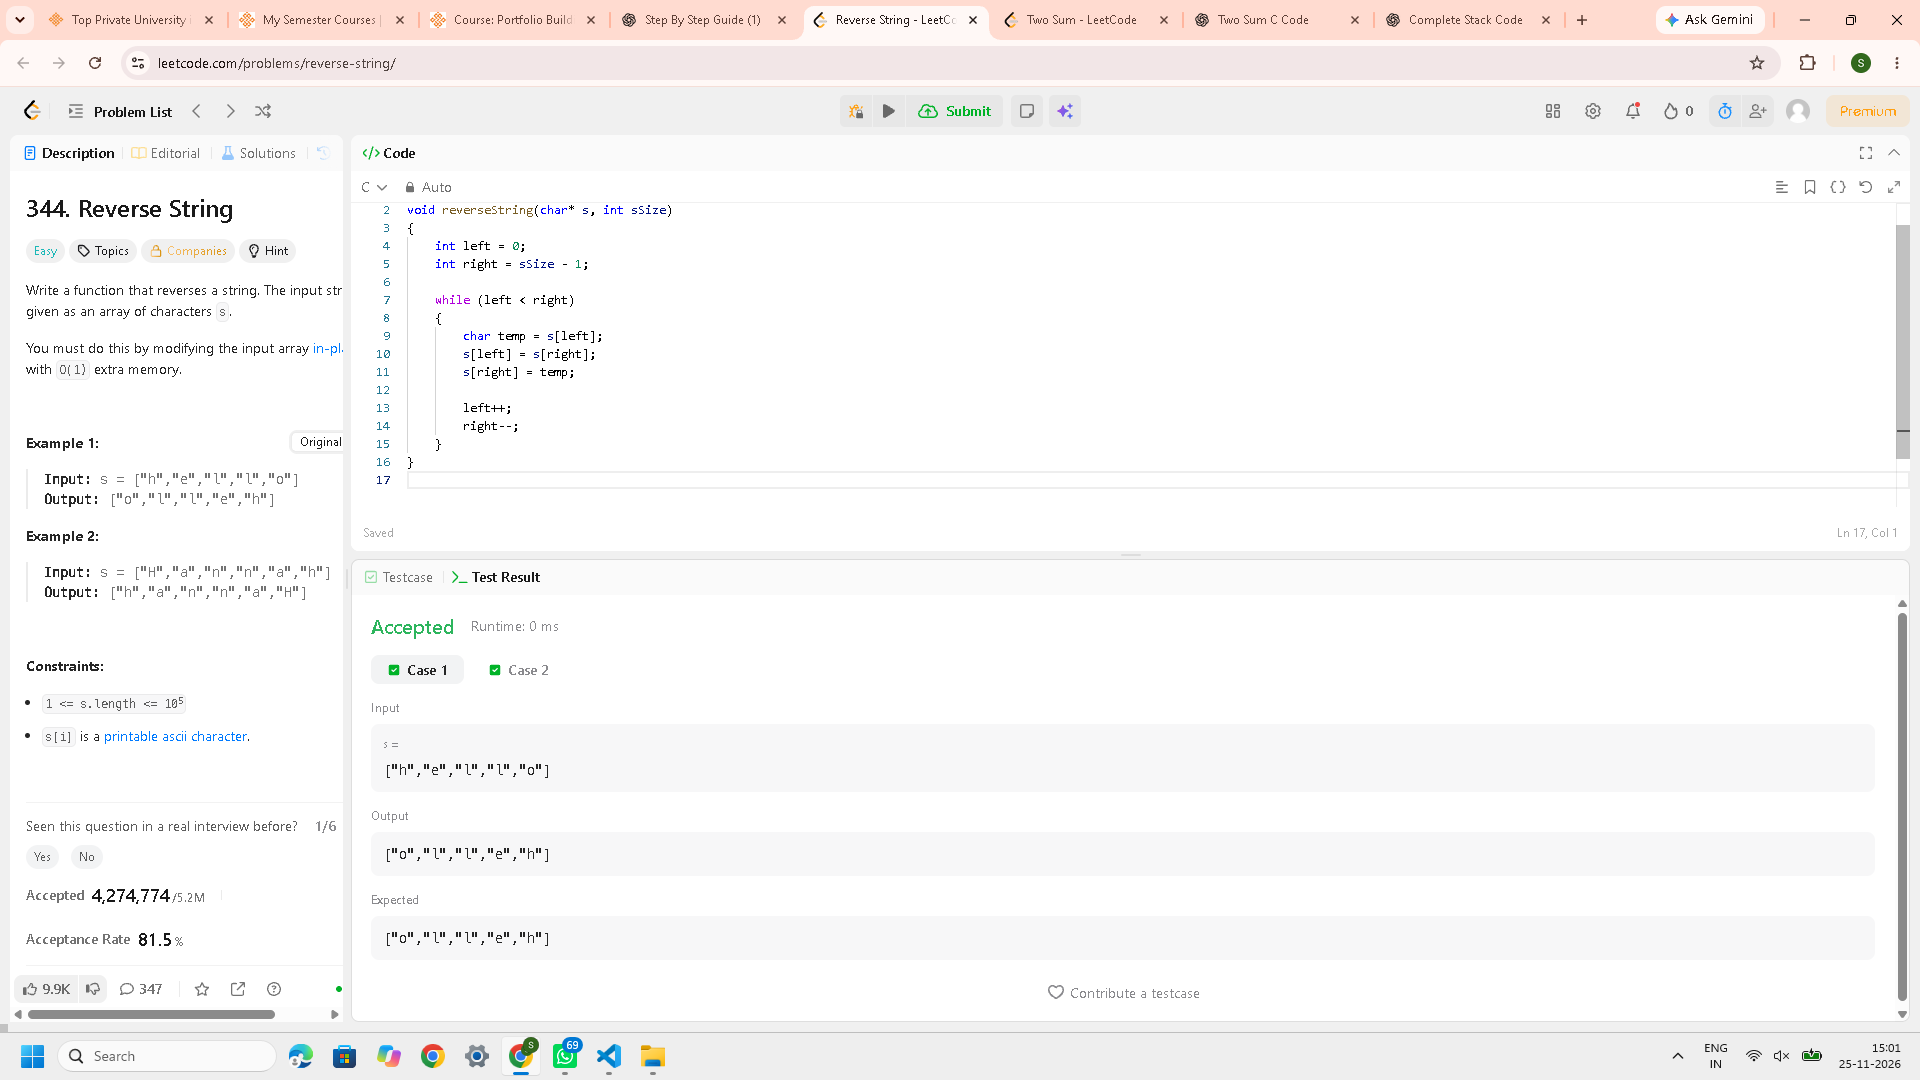 Top Private University i
My Semester Courses |
Course: Portfolio Build
Step By Step Guide (1)
Reverse String - LeetCo
Two Sum - LeetCode
Two Sum C Code
Complete Stack Code
Ask Gemini
leetcode.com/problems/reverse-string/
S
Problem List
Submit
0
Premium
Description
Editorial
Solutions
344. Reverse String
Easy
Topics
Companies
Hint
Write a function that reverses a string. The input str
given as an array of characters s.
You must do this by modifying the input array in-pl
with O(1) extra memory.
Example 1:
Original
Input: s = ["h","e","l","l","o"]
Output: ["o","l","l","e","h"]
Example 2:
Input: s = ["H","a","n","n","a","h"]
Output: ["h","a","n","n","a","H"]
Constraints:
1 <= s.length <= 10⁵
s[i] is a printable ascii character.
Seen this question in a real interview before? 1/6
Yes
No
Accepted 4,274,774/5.2M
Acceptance Rate 81.5%
9.9K
347
</> Code
C
Auto
2 void reverseString(char* s, int sSize)
3 {
4 int left = 0;
5 int right = sSize - 1;
6
7 while (left < right)
8 {
9 char temp = s[left];
10 s[left] = s[right];
11 s[right] = temp;
12
13 left++;
14 right--;
15 }
16 }
17
Saved
Ln 17, Col 1
Testcase
>_ Test Result
Accepted
Runtime: 0 ms
Case 1
Case 2
Input
s =
["h","e","l","l","o"]
Output
["o","l","l","e","h"]
Expected
["o","l","l","e","h"]
Contribute a testcase
Search
S
69
ENG
IN
15:01
25-11-2026